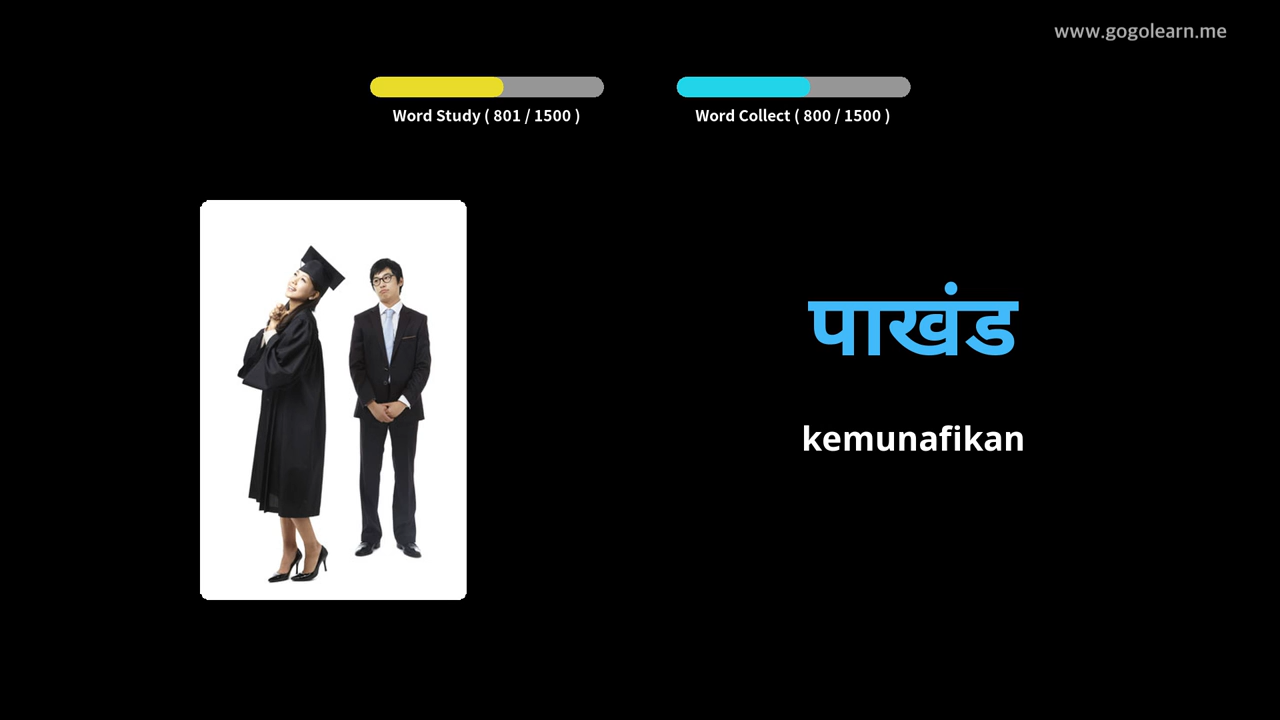 www.gogolearn.me
Word Study ( 801 / 1500 )
Word Collect ( 800 / 1500 )
पाखंड
kemunafikan